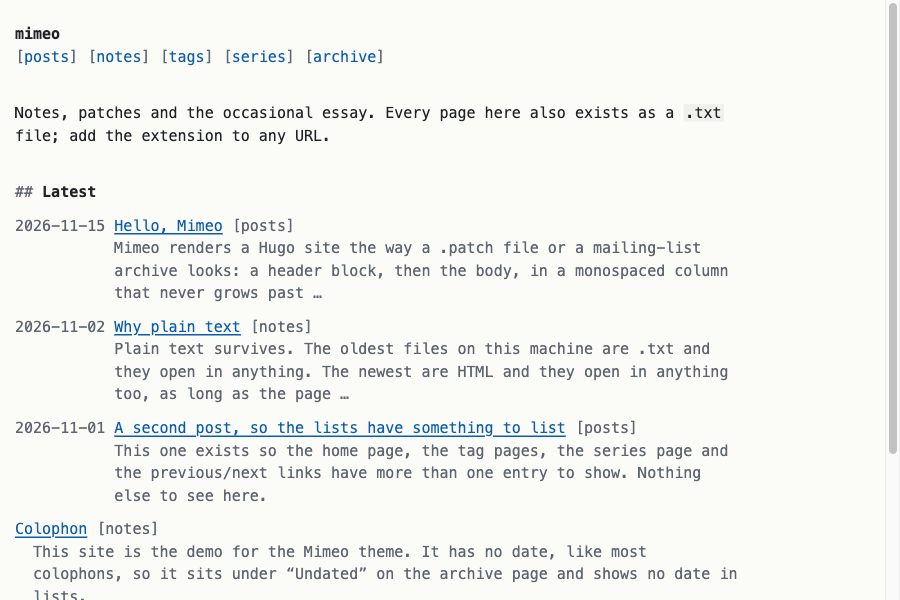 mimeo
[posts] [notes] [tags] [series] [archive]
Notes, patches and the occasional essay. Every page here also exists as a .txt
file; add the extension to any URL.
## Latest
2026-11-15 Hello, Mimeo [posts]
Mimeo renders a Hugo site the way a .patch file or a mailing-list
archive looks: a header block, then the body, in a monospaced column
that never grows past …
2026-11-02 Why plain text [notes]
Plain text survives. The oldest files on this machine are .txt and
they open in anything. The newest are HTML and they open in anything
too, as long as the page …
2026-11-01 A second post, so the lists have something to list [posts]
This one exists so the home page, the tag pages, the series page and
the previous/next links have more than one entry to show. Nothing
else to see here.
Colophon [notes]
This site is the demo for the Mimeo theme. It has no date, like most
colophons, so it sits under “Undated” on the archive page and shows no date in
lists.